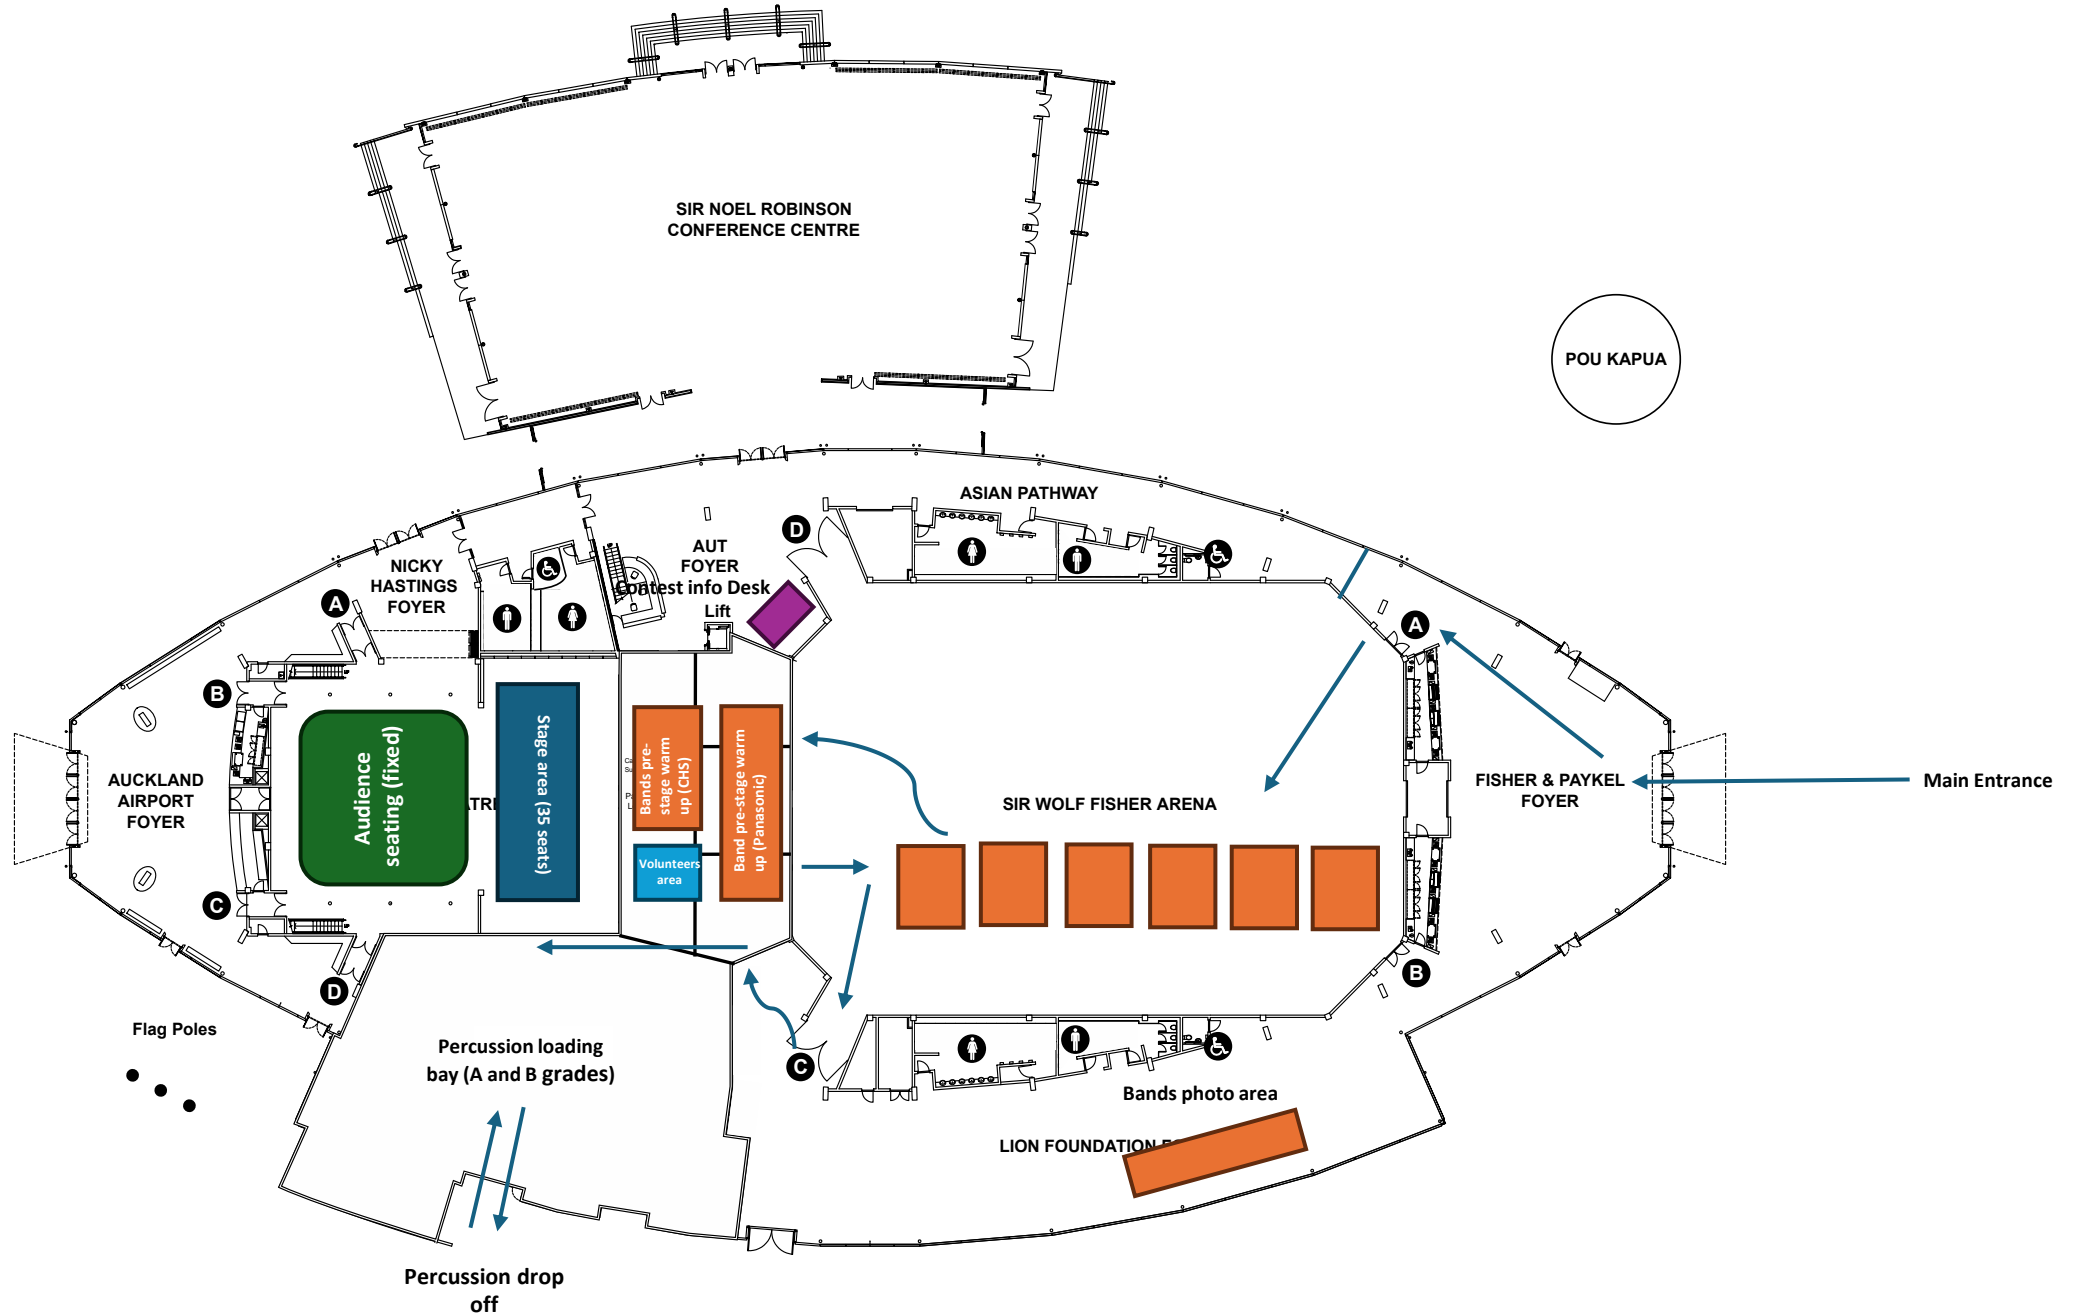 SIR NOEL ROBINSON
CONFERENCE CENTRE
POU KAPUA
ASIAN PATHWAY
D
AUT
FOYER
Contest info Desk
Lift
NICKY
HASTINGS
FOYER
A
A
B
Audience
seating (fixed)
Stage area (35 seats)
Bands pre-
stage warm
up (CHS)
Band pre-stage warm
up (Panasonic)
Volunteers
area
AUCKLAND
AIRPORT
FOYER
SIR WOLF FISHER ARENA
FISHER & PAYKEL
FOYER
Main Entrance
C
D
B
C
Flag Poles
Percussion loading
bay (A and B grades)
Bands photo area
LION FOUNDATION
Percussion drop
off